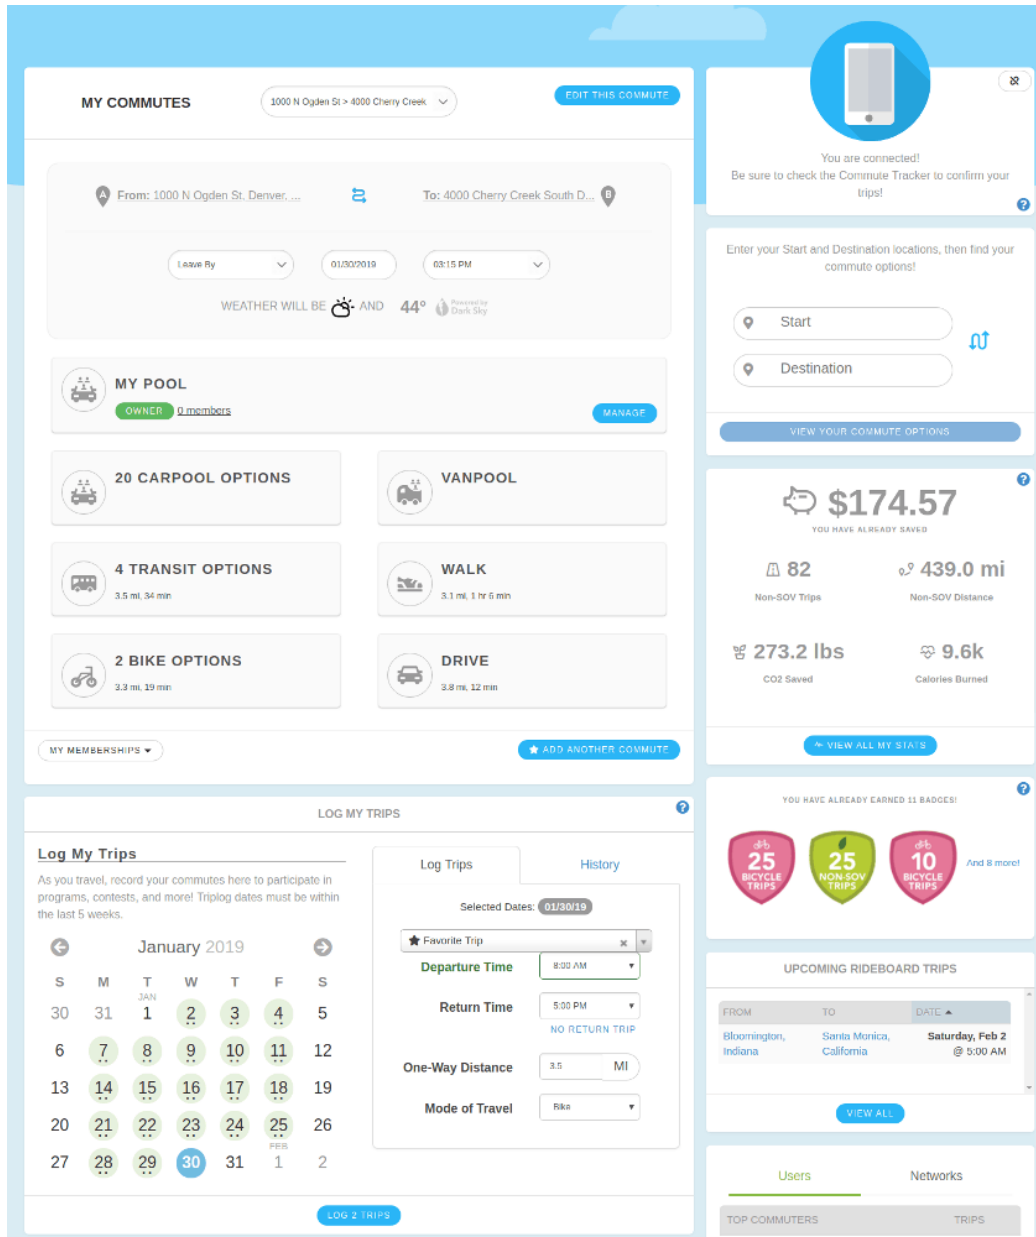 MY COMMUTES
1000 N Ogden St > 4000 Cherry Creek
EDIT THIS COMMUTE
A
From: 1000 N Ogden St, Denver, ...
To: 4000 Cherry Creek South D...
B
Leave By
01/30/2019
03:15 PM
WEATHER WILL BE AND 44° Powered by Dark Sky
MY POOL
OWNER 0 members
MANAGE
20 CARPOOL OPTIONS
VANPOOL
4 TRANSIT OPTIONS
3.5 mi, 34 min
WALK
3.1 mi, 1 hr 6 min
2 BIKE OPTIONS
3.3 mi, 19 min
DRIVE
3.8 mi, 12 min
MY MEMBERSHIPS
ADD ANOTHER COMMUTE
LOG MY TRIPS
?
Log My Trips
As you travel, record your commutes here to participate in
programs, contests, and more! Triplog dates must be within
the last 5 weeks.
January 2019
S M T W T F S
JAN
30 31 1 2 3 4 5
6 7 8 9 10 11 12
13 14 15 16 17 18 19
20 21 22 23 24 25 26
FEB
27 28 29 30 31 1 2
Log Trips
History
Selected Dates: 01/30/19
Favorite Trip
Departure Time 8:00 AM
Return Time 5:00 PM
NO RETURN TRIP
One-Way Distance 3.5 MI
Mode of Travel Bike
LOG 2 TRIPS
You are connected!
Be sure to check the Commute Tracker to confirm your
trips!
?
Enter your Start and Destination locations, then find your
commute options!
Start
Destination
VIEW YOUR COMMUTE OPTIONS
?
$174.57
YOU HAVE ALREADY SAVED
82
Non-SOV Trips
439.0 mi
Non-SOV Distance
273.2 lbs
CO2 Saved
9.6k
Calories Burned
VIEW ALL MY STATS
?
YOU HAVE ALREADY EARNED 11 BADGES!
25
BICYCLE
TRIPS
25
NON-SOV
TRIPS
10
BICYCLE
TRIPS
And 8 more!
UPCOMING RIDEBOARD TRIPS
FROM TO DATE
Bloomington,
Indiana
Santa Monica,
California
Saturday, Feb 2
@ 5:00 AM
VIEW ALL
Users
Networks
TOP COMMUTERS TRIPS